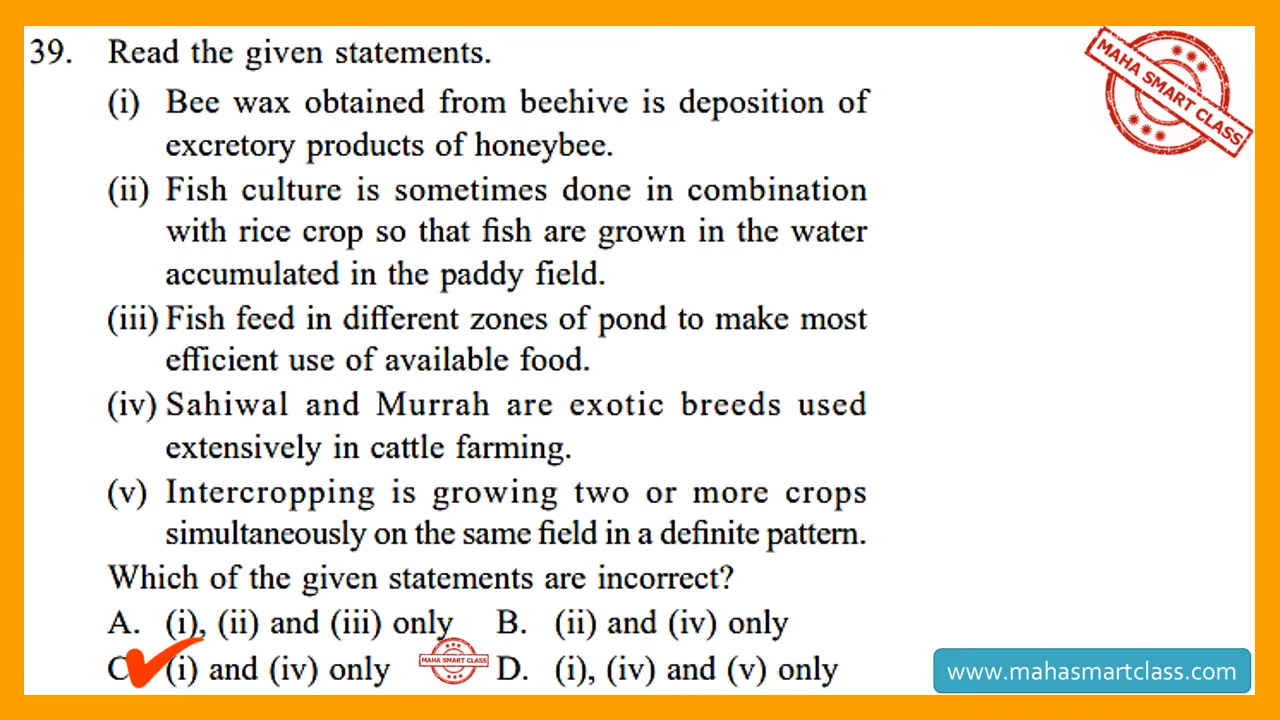 39. Read the given statements.
MAHA SMART CLASS
(i) Bee wax obtained from beehive is deposition of
excretory products of honeybee.
(ii) Fish culture is sometimes done in combination
with rice crop so that fish are grown in the water
accumulated in the paddy field.
(iii) Fish feed in different zones of pond to make most
efficient use of available food.
(iv) Sahiwal and Murrah are exotic breeds used
extensively in cattle farming.
(v) Intercropping is growing two or more crops
simultaneously on the same field in a definite pattern.
Which of the given statements are incorrect?
A. (i), (ii) and (iii) only B. (ii) and (iv) only
C (i) and (iv) only MAHA SMART CLASS D. (i), (iv) and (v) only
www.mahasmartclass.com